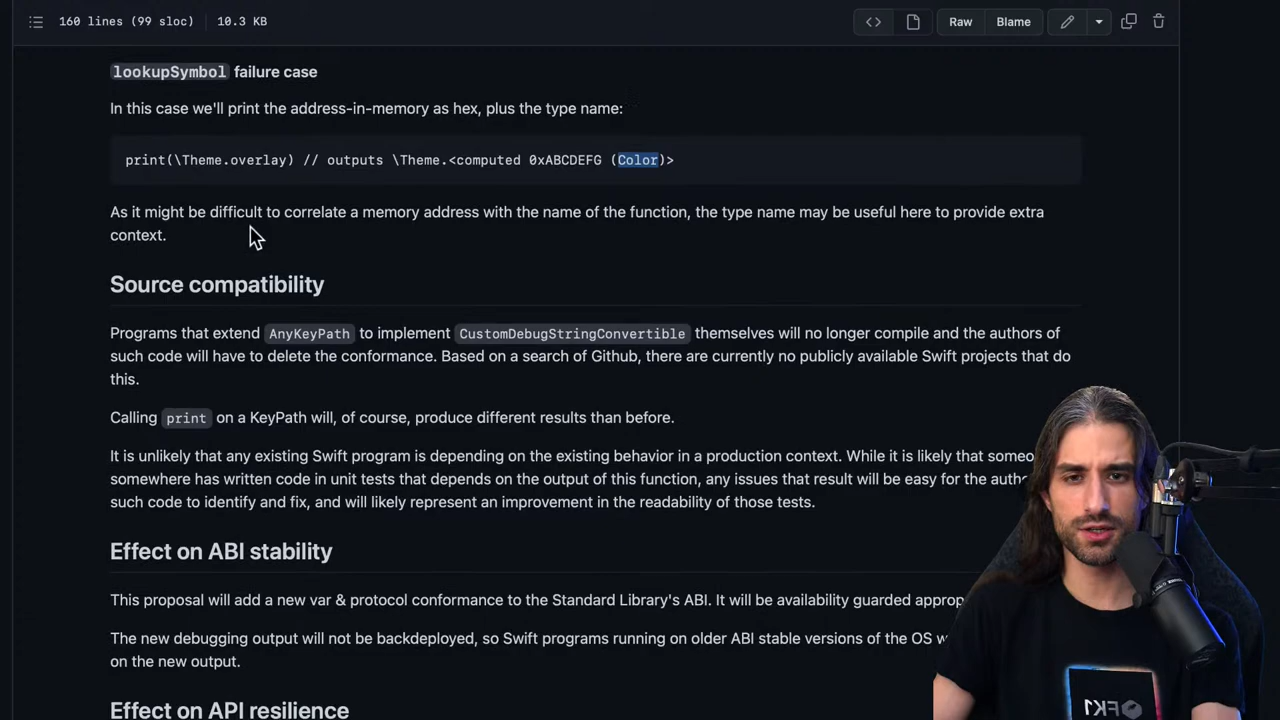 160 lines (99 sloc) 10.3 KB Raw Blame
lookupSymbol failure case
In this case we'll print the address-in-memory as hex, plus the type name:
print(\Theme.overlay) // outputs \Theme.<computed 0xABCDEFG (Color)>
As it might be difficult to correlate a memory address with the name of the function, the type name may be useful here to provide extra
context.
Source compatibility
Programs that extend AnyKeyPath to implement CustomDebugStringConvertible themselves will no longer compile and the authors of
such code will have to delete the conformance. Based on a search of Github, there are currently no publicly available Swift projects that do
this.
Calling print on a KeyPath will, of course, produce different results than before.
It is unlikely that any existing Swift program is depending on the existing behavior in a production context. While it is likely that
somewhere has written code in unit tests that depends on the output of this function, any issues that result will be easy for the
such code to identify and fix, and will likely represent an improvement in the readability of those tests.
Effect on ABI stability
This proposal will add a new var & protocol conformance to the Standard Library's ABI. It will be availability guarded
The new debugging output will not be backdeployed, so Swift programs running on older ABI stable versions of the OS
on the new output.
Effect on API resilience